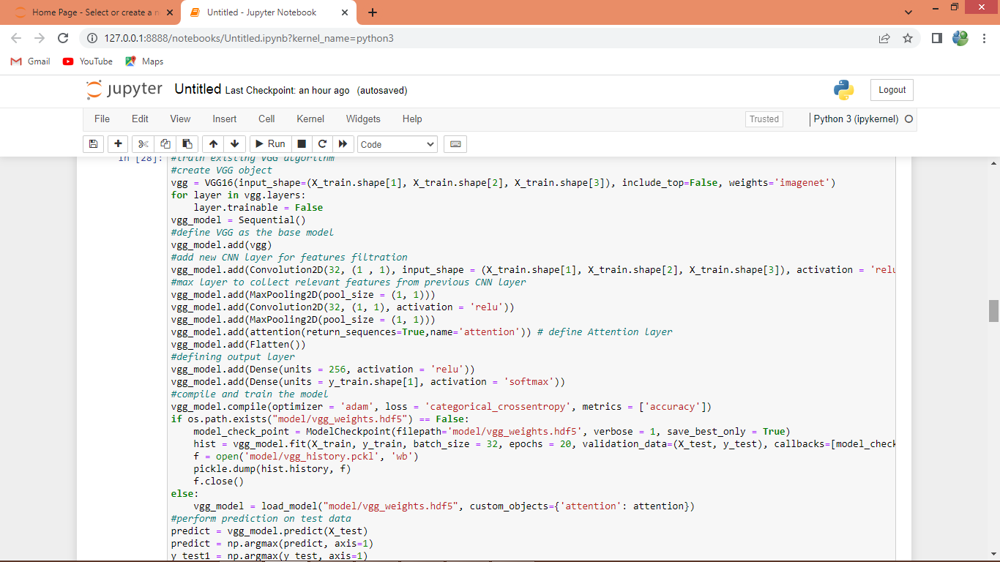 Home Page - Select or create a n
Untitled - Jupyter Notebook
127.0.0.1:8888/notebooks/Untitled.ipynb?kernel_name=python3
Gmail
YouTube
Maps
jupyter
Untitled Last Checkpoint: an hour ago (autosaved)
Logout
File Edit View Insert Cell Kernel Widgets Help
Trusted
Python 3 (ipykernel)
Run
Code
In [28]: #train existing VGG algorithm
#create VGG object
vgg = VGG16(input_shape=(X_train.shape[1], X_train.shape[2], X_train.shape[3]), include_top=False, weights='imagenet')
for layer in vgg.layers:
    layer.trainable = False
vgg_model = Sequential()
#define VGG as the base model
vgg_model.add(vgg)
#add new CNN layer for features filtration
vgg_model.add(Convolution2D(32, (1 , 1), input_shape = (X_train.shape[1], X_train.shape[2], X_train.shape[3]), activation = 'relu
#max layer to collect relevant features from previous CNN layer
vgg_model.add(MaxPooling2D(pool_size = (1, 1)))
vgg_model.add(Convolution2D(32, (1, 1), activation = 'relu'))
vgg_model.add(MaxPooling2D(pool_size = (1, 1)))
vgg_model.add(attention(return_sequences=True,name='attention')) # define Attention layer
vgg_model.add(Flatten())
#defining output layer
vgg_model.add(Dense(units = 256, activation = 'relu'))
vgg_model.add(Dense(units = y_train.shape[1], activation = 'softmax'))
#compile and train the model
vgg_model.compile(optimizer = 'adam', loss = 'categorical_crossentropy', metrics = ['accuracy'])
if os.path.exists("model/vgg_weights.hdf5") == False:
    model_check_point = ModelCheckpoint(filepath='model/vgg_weights.hdf5', verbose = 1, save_best_only = True)
    hist = vgg_model.fit(X_train, y_train, batch_size = 32, epochs = 20, validation_data=(X_test, y_test), callbacks=[model_check
    f = open('model/vgg_history.pckl', 'wb')
    pickle.dump(hist.history, f)
    f.close()
else:
    vgg_model = load_model("model/vgg_weights.hdf5", custom_objects={'attention': attention})
#perform prediction on test data
predict = vgg_model.predict(X_test)
predict = np.argmax(predict, axis=1)
y_test1 = np.argmax(y_test, axis=1)